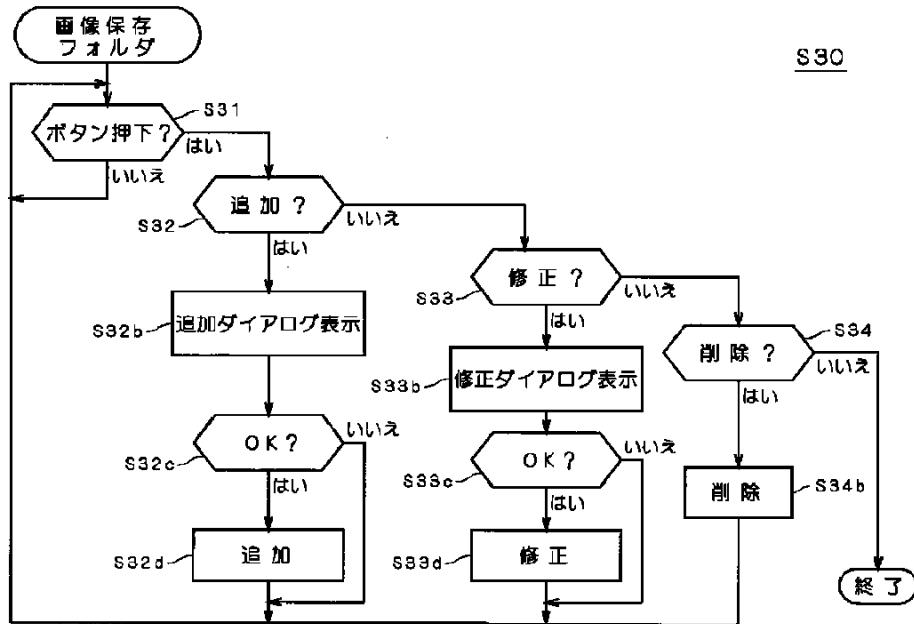 画像保存
フォルダ
S30
S31
ボタン押下？
はい
いいえ
追加？
S32
いいえ
はい
修正？
S33
いいえ
はい
S32b
追加ダイアログ表示
S34
削除？
いいえ
はい
S33b
修正ダイアログ表示
OK？
いいえ
S32c
はい
OK？
いいえ
S33c
はい
削除
S34b
S32d
追加
S33d
修正
終了